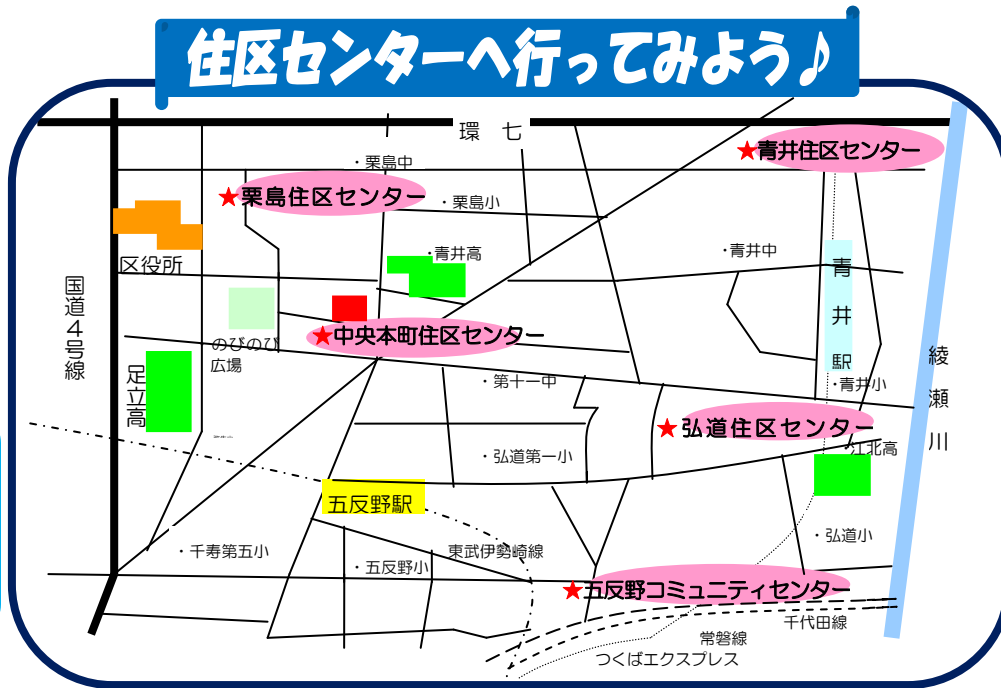 住区センターへ行ってみよう♪
環　七
★青井住区センター
・栗島中
★栗島住区センター
・栗島小
・青井高
・青井中
区役所
青井駅
国道４号線
のびのび
広場
★中央本町住区センター
足立高
・第十一中
・青井小
綾瀬川
★弘道住区センター
江北高
・弘道第一小
五反野駅
・弘道小
・千寿第五小
東武伊勢崎線
・五反野小
★五反野コミュニティセンター
千代田線
常磐線
つくばエクスプレス